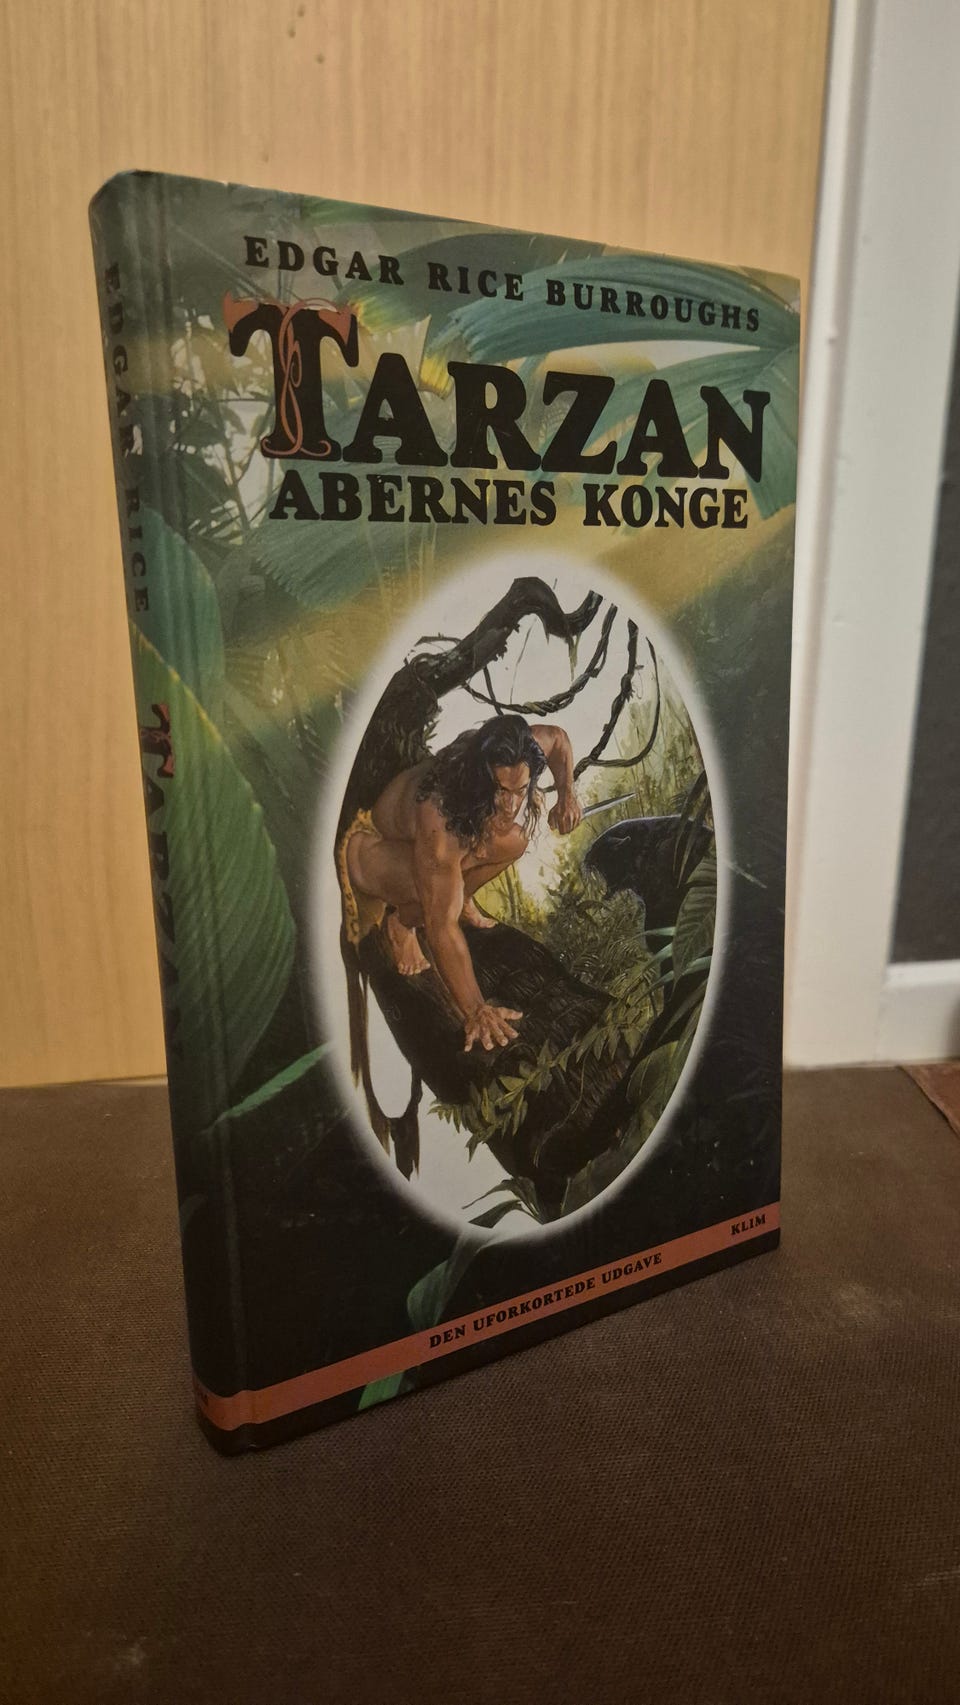 EDGAR RICE BURROUGHS
TARZAN
ABERNES KONGE
DEN UFORKORTEDE UDGAVE
KLIM
EDGAR RICE
TARZAN